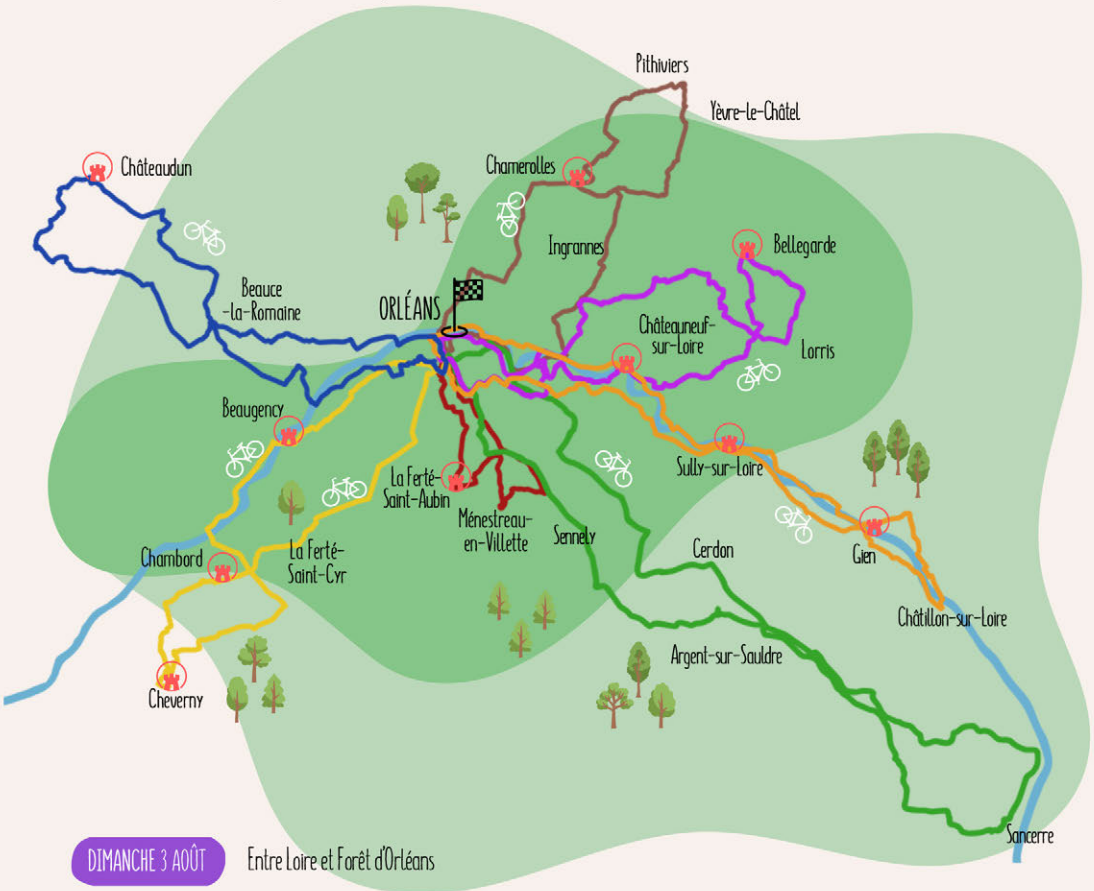 Pithiviers
Yèvre-le-Châtel
Châteaudun
Chamerolles
Ingrannes
Bellegarde
Beauce
-la-Romaine
ORLÉANS
Châteauneuf-
sur-Loire
Lorris
Beaugency
La Ferté-
Saint-Aubin
Ménestreau-
en-Villette
Sully-sur-Loire
Sennely
Cerdon
Gien
Chambord
La Ferté-
Saint-Cyr
Châtillon-sur-Loire
Argent-sur-Sauldre
Cheverny
Sancerre
DIMANCHE 3 AOÛT
Entre Loire et Forêt d'Orléans